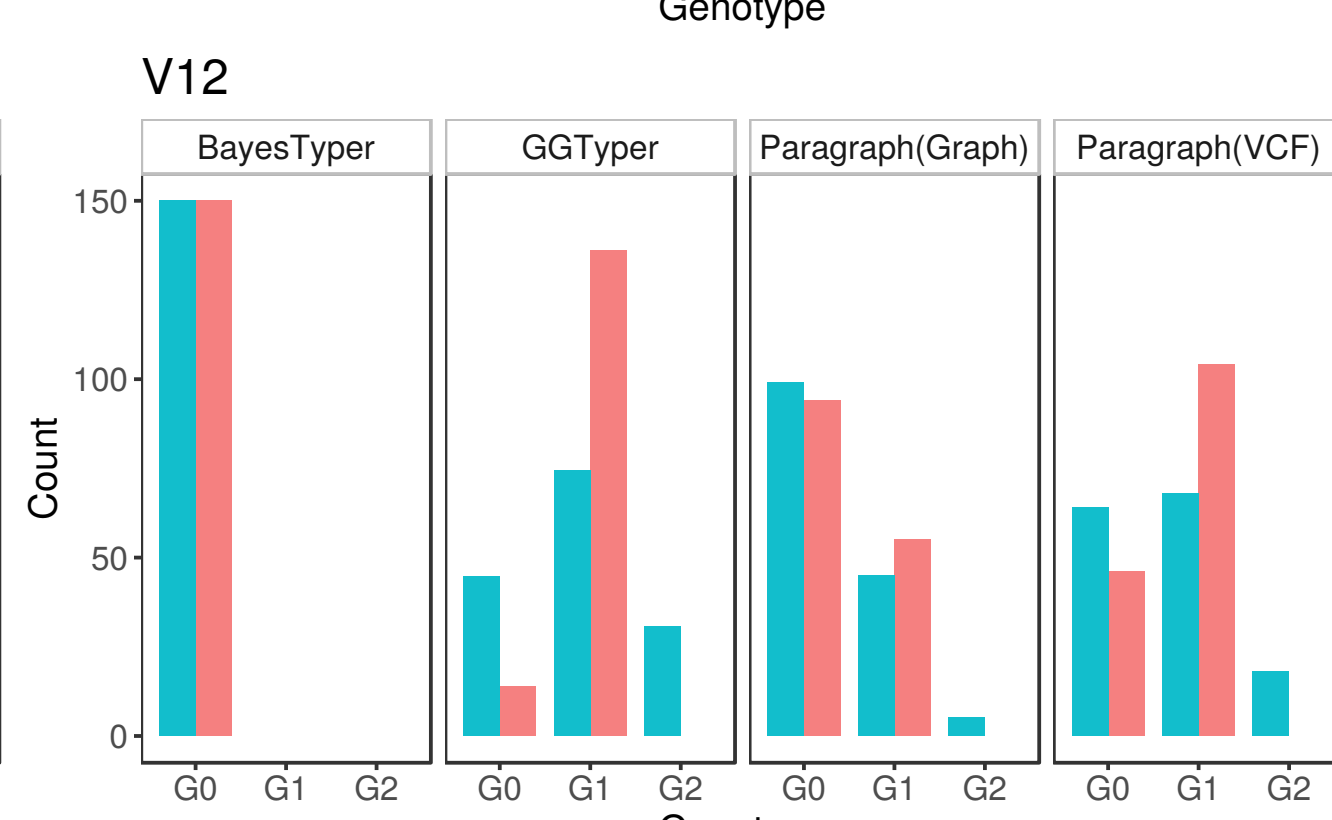 Genotype
V12
BayesTyper GGTyper Paragraph(Graph) Paragraph(VCF)
150
100
50
0
Count
G0 G1 G2 G0 G1 G2 G0 G1 G2 G0 G1 G2